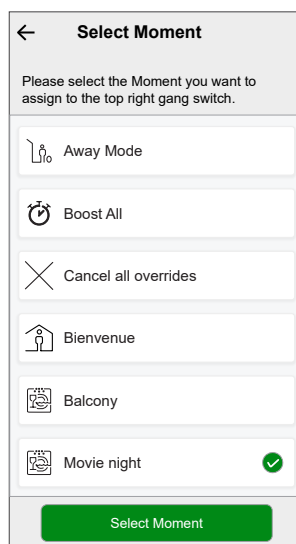 Select Moment
Please select the Moment you want to
assign to the top right gang switch.
Away Mode
Boost All
Cancel all overrides
Bienvenue
Balcony
Movie night
Select Moment